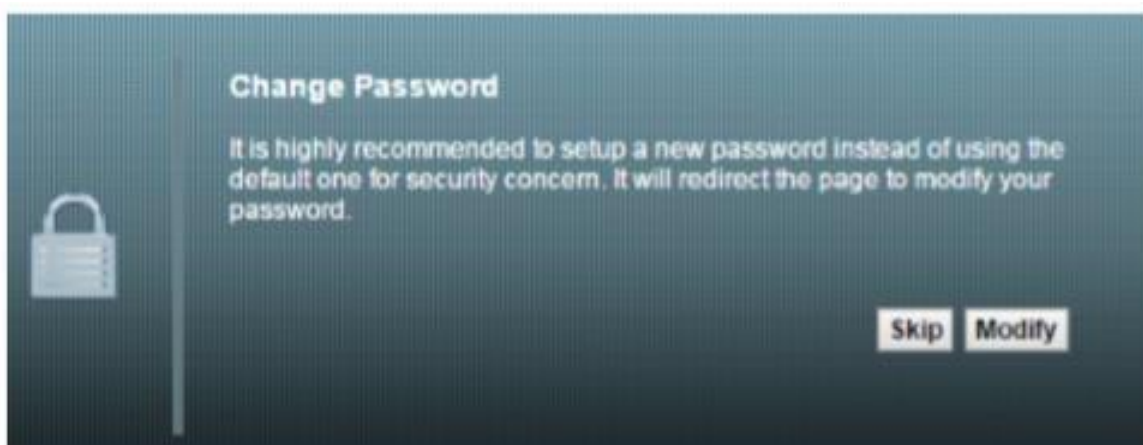 Change Password
It is highly recommended to setup a new password instead of using the
default one for security concern. It will redirect the page to modify your
password.
Skip Modify